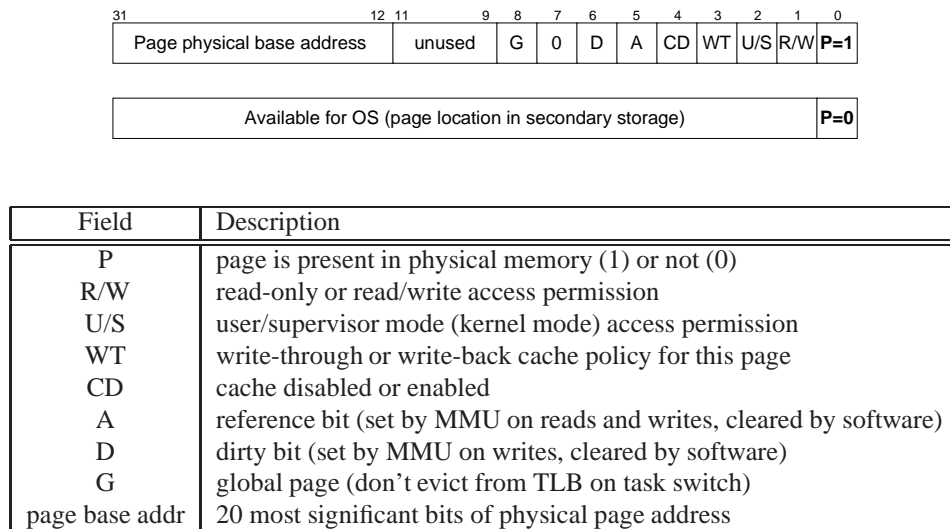 31 12 11 9 8 7 6 5 4 3 2 1 0
Page physical base address unused G 0 D A CD WT U/S R/W P=1
Available for OS (page location in secondary storage) P=0
Field Description
P page is present in physical memory (1) or not (0)
R/W read-only or read/write access permission
U/S user/supervisor mode (kernel mode) access permission
WT write-through or write-back cache policy for this page
CD cache disabled or enabled
A reference bit (set by MMU on reads and writes, cleared by software)
D dirty bit (set by MMU on writes, cleared by software)
G global page (don't evict from TLB on task switch)
page base addr 20 most significant bits of physical page address